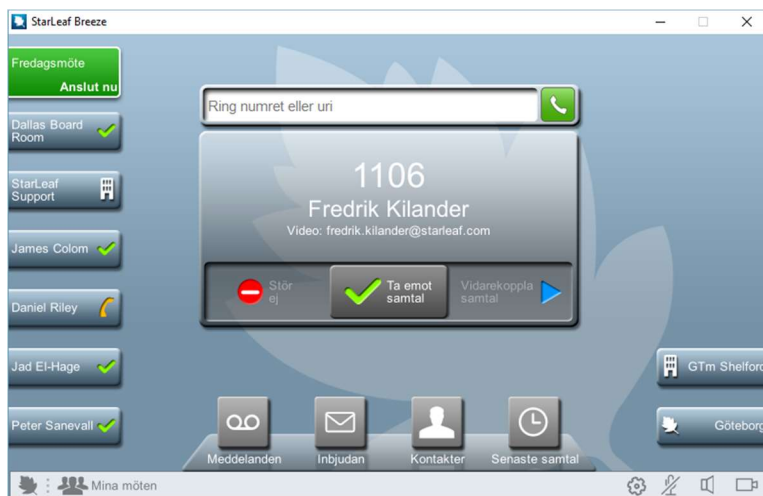 StarLeaf Breeze
Fredagsmöte
Anslut nu
Dallas Board
Room
StarLeaf
Support
James Colom
Daniel Riley
Jad El-Hage
Peter Sanevall
Ring numret eller uri
1106
Fredrik Kilander
Video: fredrik.kilander@starleaf.com
Stör
ej
Ta emot
samtal
Vidarekoppla
samtal
GTm Shelford
Göteborg
Meddelanden
Inbjudan
Kontakter
Senaste samtal
Mina möten